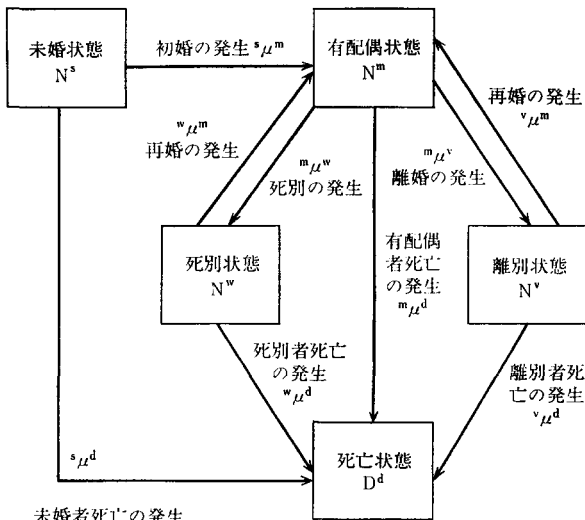 未婚状態
N^s
初婚の発生 ^sμ^m
有配偶状態
N^m
再婚の発生
^vμ^m
^wμ^m
再婚の発生
^mμ^w
死別の発生
^mμ^v
離婚の発生
死別状態
N^w
有配偶
者死亡
の発生
^mμ^d
離別状態
N^v
死別者死亡
の発生
^wμ^d
離別者死
亡の発生
^vμ^d
^sμ^d
死亡状態
D^d
未婚者死亡の発生